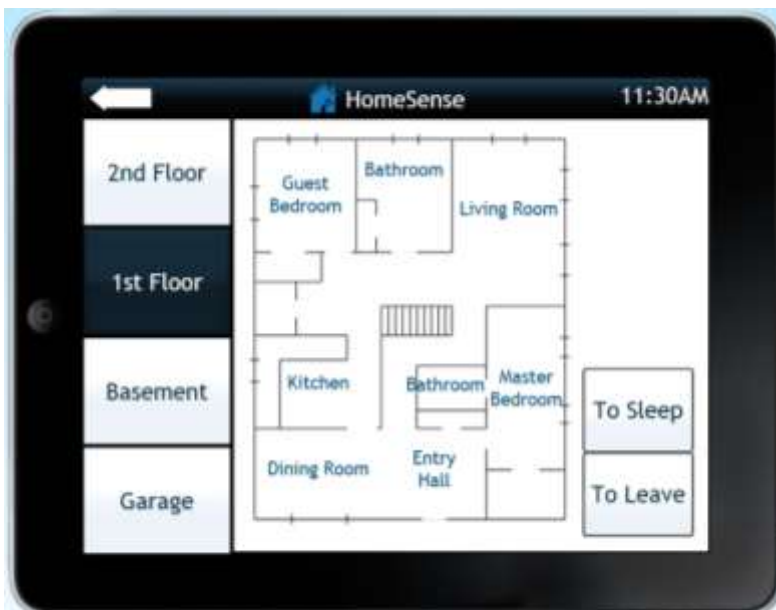 HomeSense
11:30AM
2nd Floor
1st Floor
Basement
Garage
Guest
Bedroom
Bathroom
Living Room
Kitchen
Bathroom
Master
Bedroom
Dining Room
Entry
Hall
To Sleep
To Leave